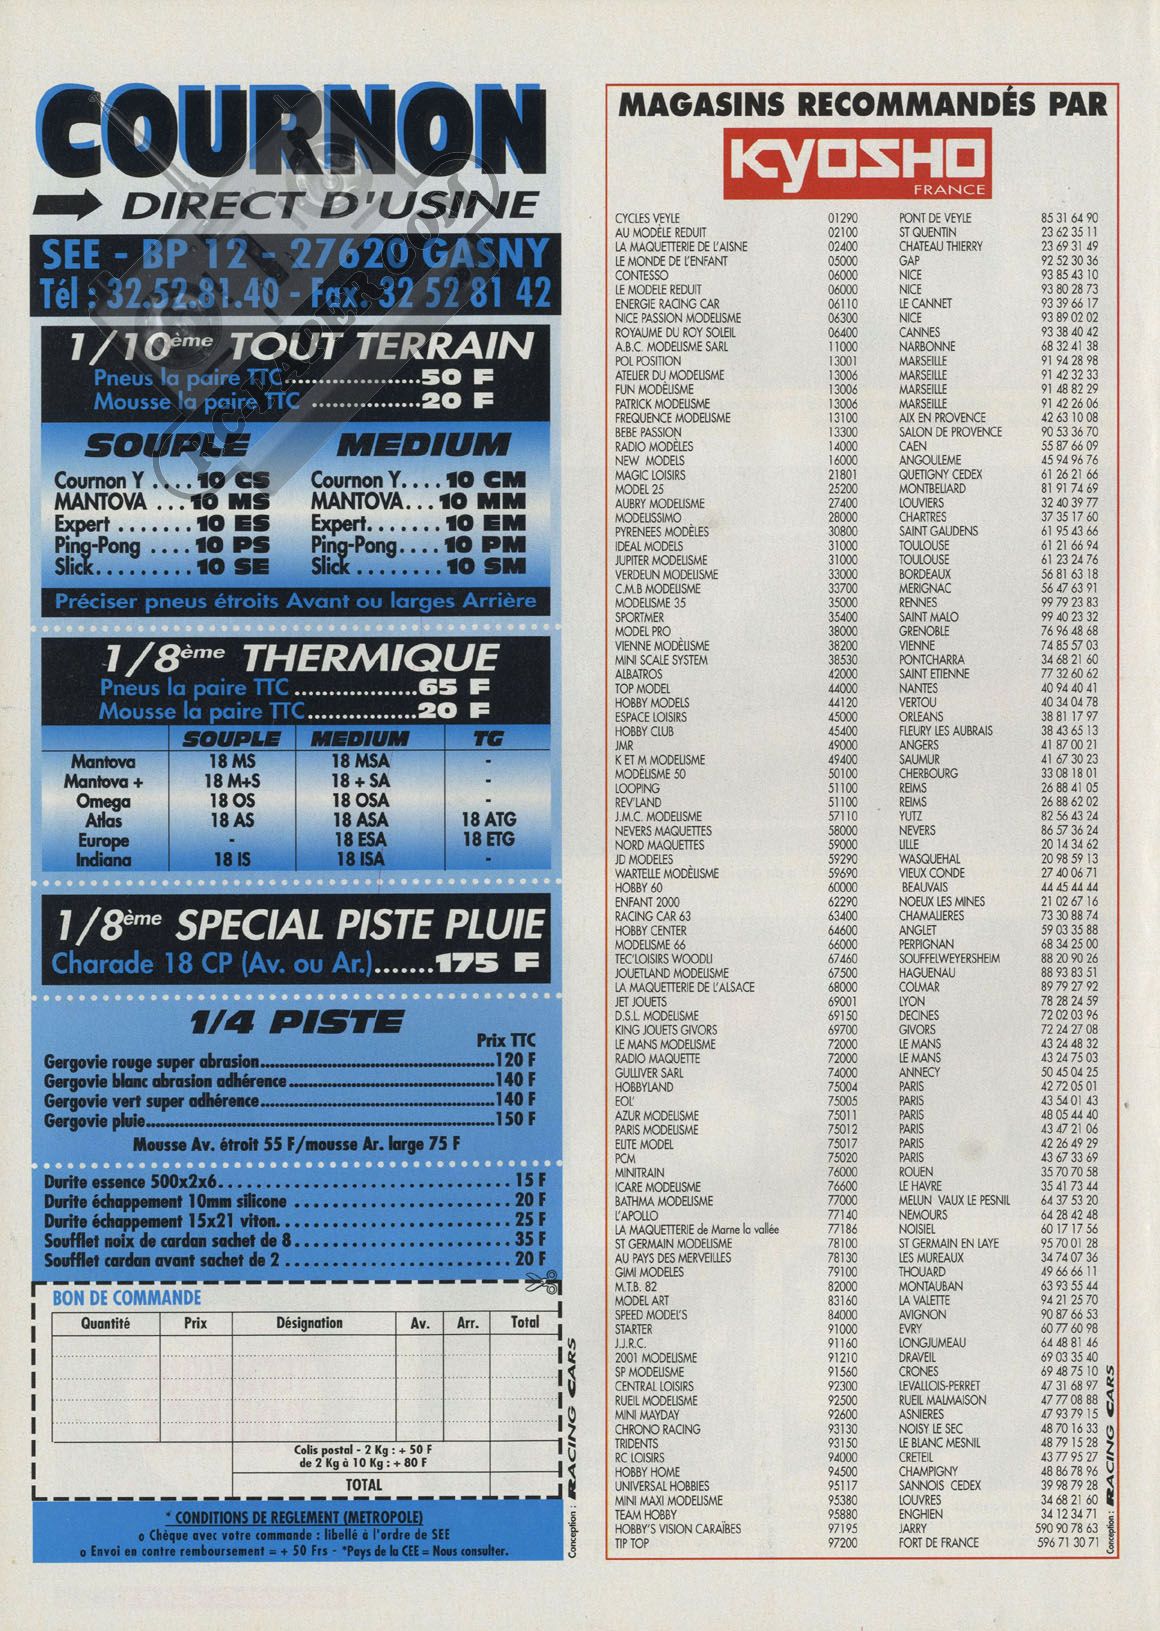 COURNON
DIRECT D'USINE
SEE - BP 12 - 27620 GASNY
Tél : 32.52.81.40 - Fax. 32 52 81 42
1/10ème TOUT TERRAIN
Pneus la paire TTC......................50 F
Mousse la paire TTC ..................20 F
SOUPLE MEDIUM
Cournon Y .... 10 CS Cournon Y.... 10 CM
MANTOVA ... 10 MS MANTOVA... 10 MM
Expert ....... 10 ES Expert....... 10 EM
Ping-Pong .... 10 PS Ping-Pong.... 10 PM
Slick......... 10 SE Slick ........ 10 SM
Préciser pneus étroits Avant ou larges Arrière
1/8ème THERMIQUE
Pneus la paire TTC ....................65 F
Mousse la paire TTC..................20 F
SOUPLE MEDIUM TG
Mantova 18 MS 18 MSA -
Mantova + 18 M+S 18 + SA -
Omega 18 OS 18 OSA -
Atlas 18 AS 18 ASA 18 ATG
Europe - 18 ESA 18 ETG
Indiana 18 IS 18 ISA -
1/8ème SPECIAL PISTE PLUIE
Charade 18 CP (Av. ou Ar.).......175 F
1/4 PISTE
Prix TTC
Gergovie rouge super abrasion..............................120 F
Gergovie blanc abrasion adhérence..............................140 F
Gergovie vert super adhérence..............................140 F
Gergovie pluie..............................150 F
Mousse Av. étroit 55 F/mousse Ar. large 75 F
Durite essence 500x2x6..............................15 F
Durite échappement 10mm silicone ..............................20 F
Durite échappement 15x21 viton..............................25 F
Soufflet noix de cardan sachet de 8..............................35 F
Soufflet cardan avant sachet de 2 ..............................20 F
BON DE COMMANDE
Quantité Prix Désignation Av. Arr. Total
Colis postal - 2 Kg : + 50 F
de 2 Kg à 10 Kg : + 80 F
TOTAL
* CONDITIONS DE REGLEMENT (METROPOLE)
o Chèque avec votre commande : libellé à l'ordre de SEE
o Envoi en contre remboursement = + 50 Frs - *Pays de la CEE = Nous consulter.
Conception : RACING CARS
MAGASINS RECOMMANDÉS PAR
KYOSHO
FRANCE
CYCLES VEYLE 01290 PONT DE VEYLE 85 31 64 90
AU MODÈLE REDUIT 02100 ST QUENTIN 23 62 35 11
LA MAQUETTERIE DE L'AISNE 02400 CHATEAU THIERRY 23 69 31 49
LE MONDE DE L'ENFANT 05000 GAP 92 52 30 36
CONTESSO 06000 NICE 93 85 43 10
LE MODELE REDUIT 06000 NICE 93 80 28 73
ENERGIE RACING CAR 06110 LE CANNET 93 39 66 17
NICE PASSION MODELISME 06300 NICE 93 89 02 02
ROYAUME DU ROY SOLEIL 06400 CANNES 93 38 40 42
A.B.C. MODELISME SARL 11000 NARBONNE 68 32 41 38
POL POSITION 13001 MARSEILLE 91 94 28 98
ATELIER DU MODELISME 13006 MARSEILLE 91 42 32 33
FUN MODÈLISME 13006 MARSEILLE 91 48 82 29
PATRICK MODELISME 13006 MARSEILLE 91 42 26 06
FREQUENCE MODELISME 13100 AIX EN PROVENCE 42 63 10 08
BEBE PASSION 13300 SALON DE PROVENCE 90 53 36 70
RADIO MODÈLES 14000 CAEN 55 87 66 09
NEW MODELS 16000 ANGOULEME 45 94 96 76
MAGIC LOISIRS 21801 QUETIGNY CEDEX 61 26 21 66
MODEL 25 25200 MONTBELIARD 81 91 74 69
AUBRY MODELISME 27400 LOUVIERS 32 40 39 77
MODELISSIMO 28000 CHARTRES 37 35 17 60
PYRENEES MODÈLES 30800 SAINT GAUDENS 61 95 43 66
IDEAL MODELS 31000 TOULOUSE 61 21 66 94
JUPITER MODELISME 31000 TOULOUSE 61 23 24 76
VERDEUN MODELISME 33000 BORDEAUX 56 81 63 18
C.M.B MODELISME 33700 MERIGNAC 56 47 63 91
MODELISME 35 35000 RENNES 99 79 23 83
SPORTMER 35400 SAINT MALO 99 40 23 32
MODEL PRO 38000 GRENOBLE 76 96 48 68
VIENNE MODÈLISME 38200 VIENNE 74 85 57 03
MINI SCALE SYSTEM 38530 PONTCHARRA 34 68 21 60
ALBATROS 42000 SAINT ETIENNE 77 32 60 62
TOP MODEL 44000 NANTES 40 94 40 41
HOBBY MODELS 44120 VERTOU 40 34 04 78
ESPACE LOISIRS 45000 ORLEANS 38 81 17 97
HOBBY CLUB 45400 FLEURY LES AUBRAIS 38 43 65 13
JMR 49000 ANGERS 41 87 00 21
K ET M MODELISME 49400 SAUMUR 41 67 30 23
MODÈLISME 50 50100 CHERBOURG 33 08 18 01
LOOPING 51100 REIMS 26 88 41 05
REV'LAND 51100 REIMS 26 88 62 02
J.M.C. MODELISME 57110 YUTZ 82 56 43 24
NEVERS MAQUETTES 58000 NEVERS 86 57 36 24
NORD MAQUETTES 59000 LILLE 20 14 34 62
JD MODELES 59290 WASQUEHAL 20 98 59 13
WARTELLE MODÈLISME 59690 VIEUX CONDE 27 40 06 71
HOBBY 60 60000 BEAUVAIS 44 45 44 44
ENFANT 2000 62290 NOEUX LES MINES 21 02 67 16
RACING CAR 63 63400 CHAMALIERES 73 30 88 74
HOBBY CENTER 64600 ANGLET 59 03 35 88
MODELISME 66 66000 PERPIGNAN 68 34 25 00
TEC'LOISIRS WOODLI 67460 SOUFFELWEYERSHEIM 88 20 90 26
JOUETLAND MODELISME 67500 HAGUENAU 88 93 83 51
LA MAQUETTERIE DE L'ALSACE 68000 COLMAR 89 79 27 92
JET JOUETS 69001 LYON 78 28 24 59
D.S.L. MODELISME 69150 DECINES 72 02 03 96
KING JOUETS GIVORS 69700 GIVORS 72 24 27 08
LE MANS MODELISME 72000 LE MANS 43 24 48 32
RADIO MAQUETTE 72000 LE MANS 43 24 75 03
GULLIVER SARL 74000 ANNECY 50 45 04 25
HOBBYLAND 75004 PARIS 42 72 05 01
EOL' 75005 PARIS 43 54 01 43
AZUR MODELISME 75011 PARIS 48 05 44 40
PARIS MODELISME 75012 PARIS 43 47 21 06
ELITE MODEL 75017 PARIS 42 26 49 29
PCM 75020 PARIS 43 67 33 69
MINITRAIN 76000 ROUEN 35 70 70 58
ICARE MODELISME 76600 LE HAVRE 35 41 73 44
BATHMA MODELISME 77000 MELUN VAUX LE PESNIL 64 37 53 20
L'APOLLO 77140 NEMOURS 64 28 42 48
LA MAQUETTERIE de Marne la vallée 77186 NOISIEL 60 17 17 56
ST GERMAIN MODELISME 78100 ST GERMAIN EN LAYE 95 70 01 28
AU PAYS DES MERVEILLES 78130 LES MUREAUX 34 74 07 36
GIMI MODELES 79100 THOUARD 49 66 66 11
M.T.B. 82 82000 MONTAUBAN 63 93 55 44
MODEL ART 83160 LA VALETTE 94 21 25 70
SPEED MODEL'S 84000 AVIGNON 90 87 66 53
STARTER 91000 EVRY 60 77 60 98
J.J.R.C. 91160 LONGJUMEAU 64 48 81 46
2001 MODELISME 91210 DRAVEIL 69 03 35 40
SP MODELISME 91560 CRONES 69 48 75 10
CENTRAL LOISIRS 92300 LEVALLOIS-PERRET 47 31 68 97
RUEIL MODELISME 92500 RUEIL MALMAISON 47 77 08 88
MINI MAYDAY 92600 ASNIERES 47 93 79 15
CHRONO RACING 93130 NOISY LE SEC 48 70 16 33
TRIDENTS 93150 LE BLANC MESNIL 48 79 15 28
RC LOISIRS 94000 CRETEIL 43 77 95 27
HOBBY HOME 94500 CHAMPIGNY 48 86 78 96
UNIVERSAL HOBBIES 95117 SANNOIS CEDEX 39 98 79 28
MINI MAXI MODELISME 95380 LOUVRES 34 68 21 60
TEAM HOBBY 95880 ENGHIEN 34 12 34 71
HOBBY'S VISION CARAÏBES 97195 JARRY 590 90 78 63
TIP TOP 97200 FORT DE FRANCE 596 71 30 71
Conception : RACING CARS
RC-RACER.COM